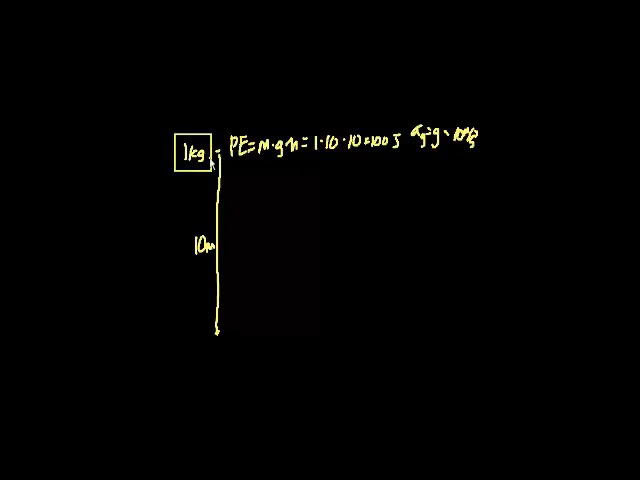 1kg
PE = m·g·h = 1·10·10 = 100 J
10m